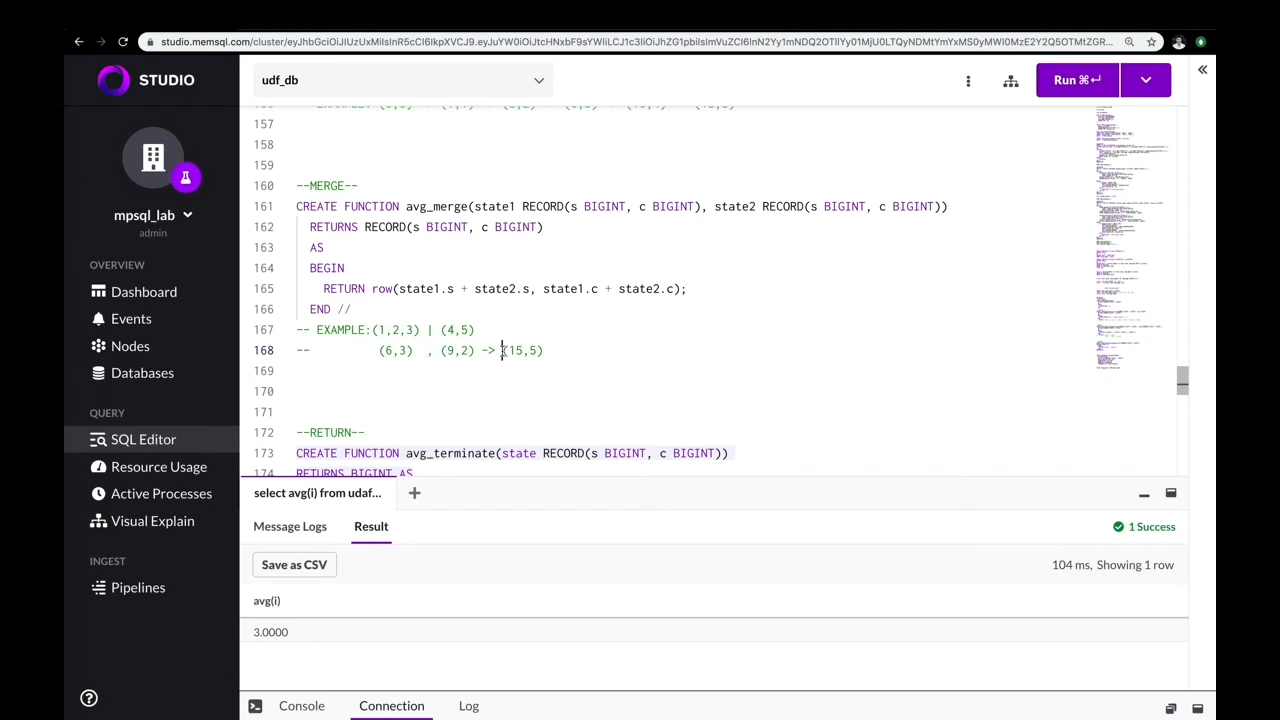 studio.memsql.com/cluster/
STUDIO
udf_db
Run ⌘↵
mpsql_lab
admin
OVERVIEW
Dashboard
Events
Nodes
Databases
QUERY
SQL Editor
Resource Usage
Active Processes
Visual Explain
INGEST
Pipelines
157
158
159
160 --MERGE--
161 CREATE FUNCTION avg_merge(state1 RECORD(s BIGINT, c BIGINT), state2 RECORD(s BIGINT, c BIGINT))
162 RETURNS RECORD(s BIGINT, c BIGINT)
163 AS
164 BEGIN
165 RETURN row(state1.s + state2.s, state1.c + state2.c);
166 END //
167 -- EXAMPLE:(1,2,3) | (4,5)
168 -- (6,3) + (9,2) = (15,5)
169
170
171
172 --RETURN--
173 CREATE FUNCTION avg_terminate(state RECORD(s BIGINT, c BIGINT))
174 RETURNS BIGINT AS
select avg(i) from udaf...
Message Logs
Result
1 Success
Save as CSV
104 ms, Showing 1 row
avg(i)
3.0000
Console
Connection
Log